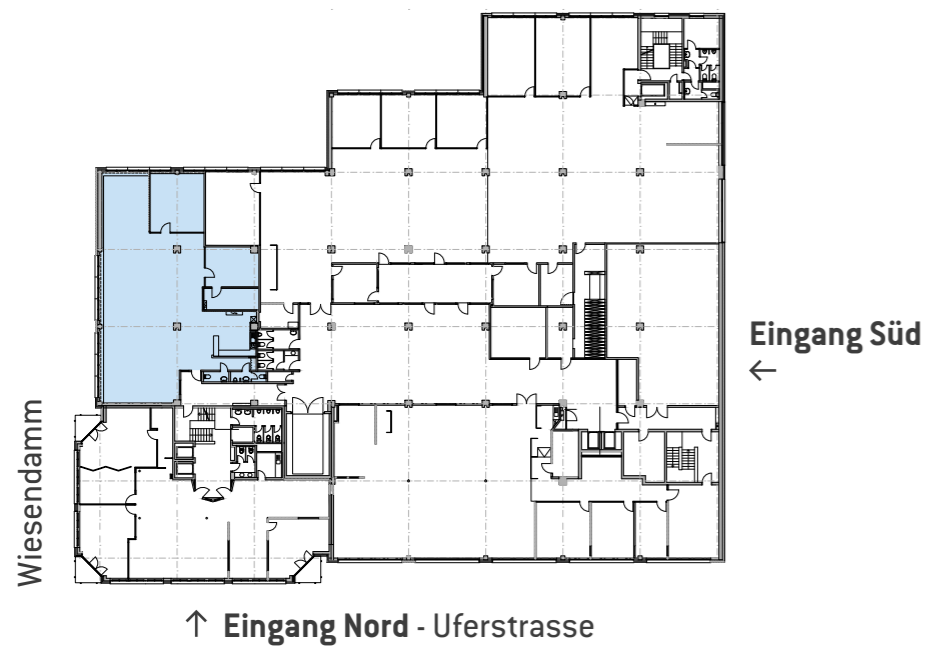 Eingang Süd
←
Wiesendamm
↑ Eingang Nord - Uferstrasse